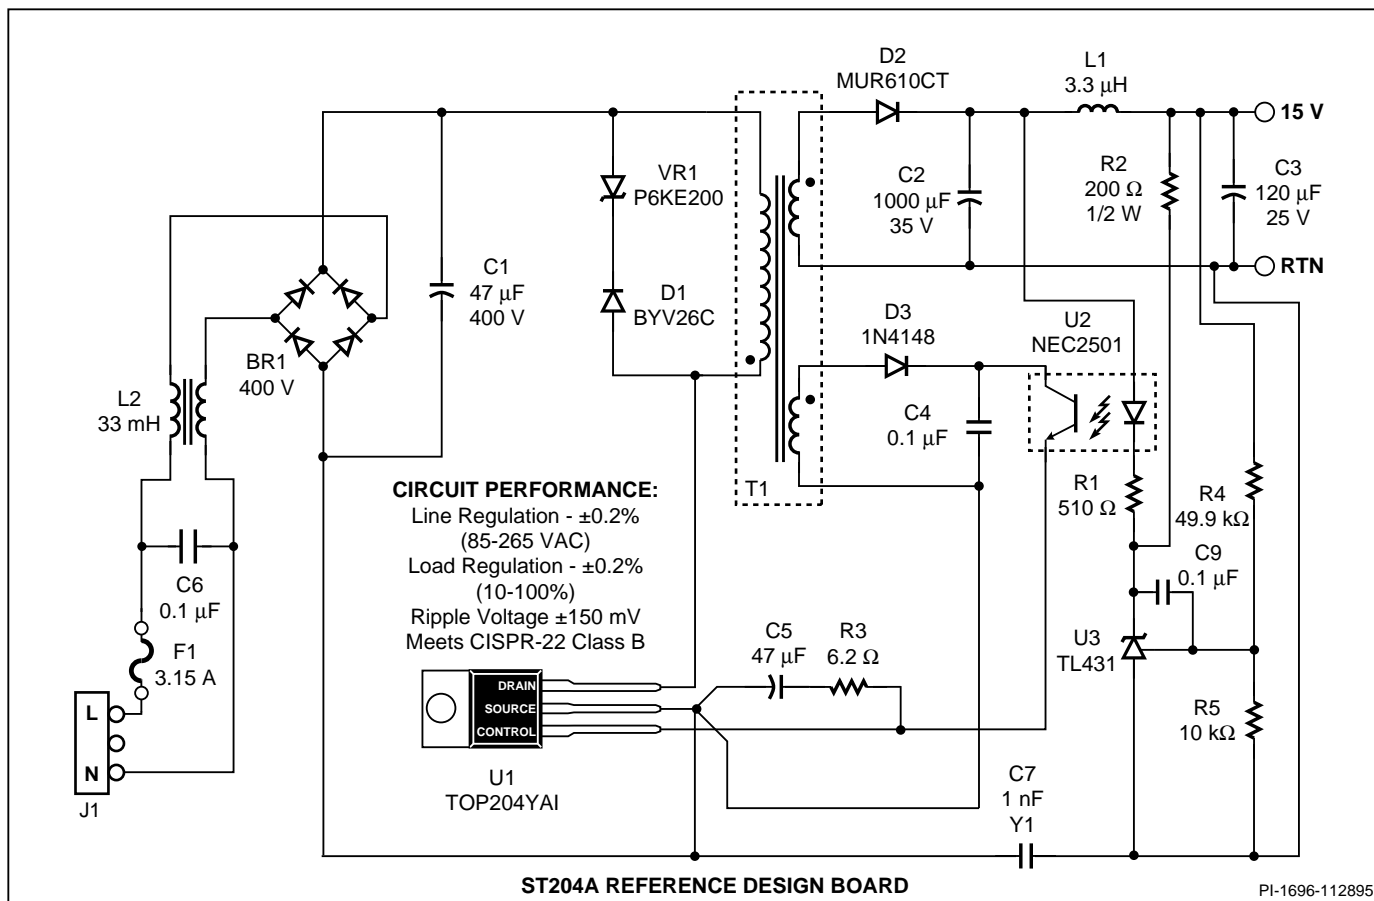 D2
MUR610CT
L1
3.3 µH
15 V
VR1
P6KE200
C2
1000 µF
35 V
R2
200 Ω
1/2 W
C3
120 µF
25 V
C1
47 µF
400 V
RTN
D1
BYV26C
D3
1N4148
U2
NEC2501
BR1
400 V
L2
33 mH
C4
0.1 µF
T1
R1
510 Ω
R4
49.9 kΩ
CIRCUIT PERFORMANCE:
Line Regulation - ±0.2%
(85-265 VAC)
Load Regulation - ±0.2%
(10-100%)
Ripple Voltage ±150 mV
Meets CISPR-22 Class B
C6
0.1 µF
C9
0.1 µF
F1
3.15 A
C5
47 µF
R3
6.2 Ω
U3
TL431
L
N
J1
DRAIN
SOURCE
CONTROL
U1
TOP204YAI
R5
10 kΩ
C7
1 nF
Y1
ST204A REFERENCE DESIGN BOARD
PI-1696-112895